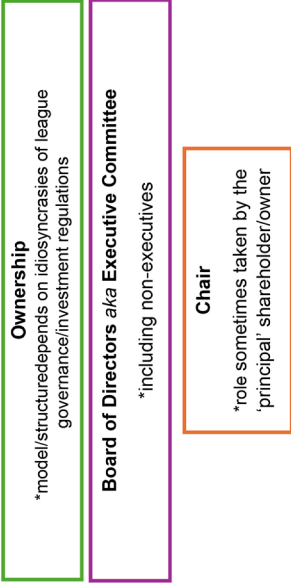 Ownership
*model/structuredepends on idiosyncrasies of league
governance/investment regulations
Board of Directors aka Executive Committee
*including non-executives
Chair
*role sometimes taken by the
‘principal’ shareholder/owner